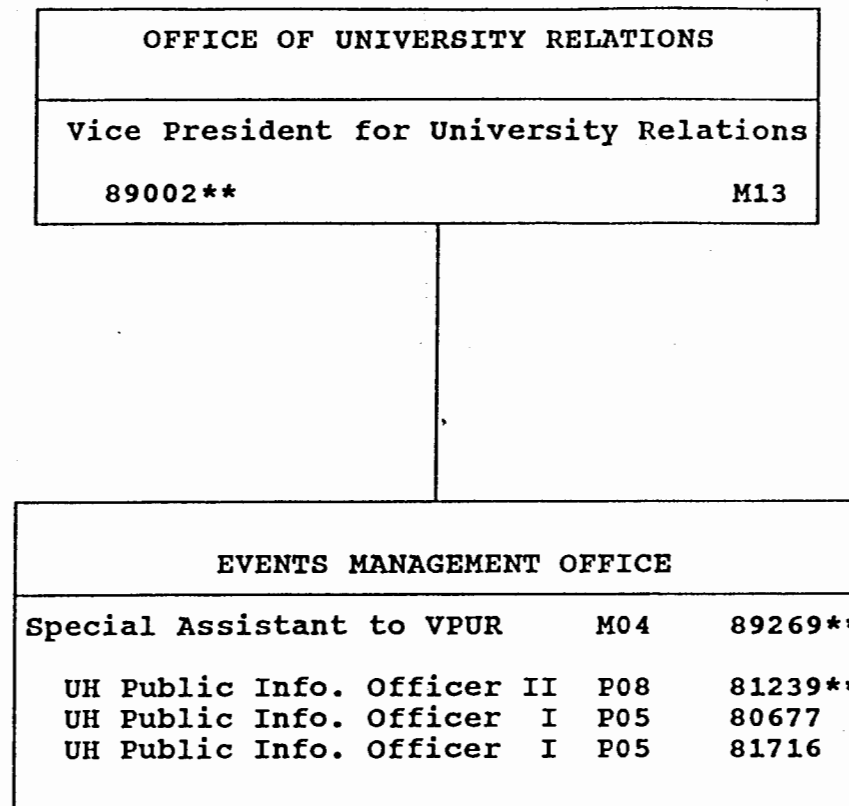 OFFICE OF UNIVERSITY RELATIONS
Vice President for University Relations
89002** M13
EVENTS MANAGEMENT OFFICE
Special Assistant to VPUR M04 89269**
UH Public Info. Officer II P08 81239**
UH Public Info. Officer I P05 80677
UH Public Info. Officer I P05 81716